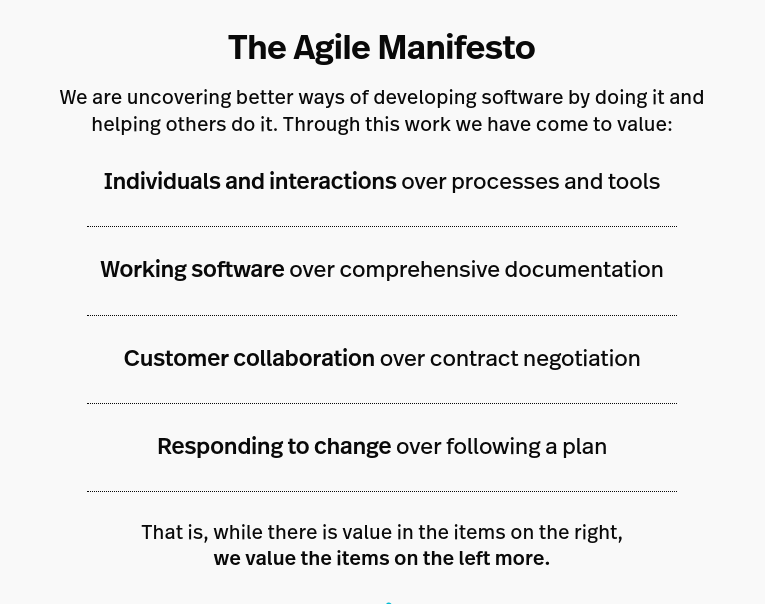 The Agile Manifesto
We are uncovering better ways of developing software by doing it and
helping others do it. Through this work we have come to value:
Individuals and interactions over processes and tools
Working software over comprehensive documentation
Customer collaboration over contract negotiation
Responding to change over following a plan
That is, while there is value in the items on the right,
we value the items on the left more.